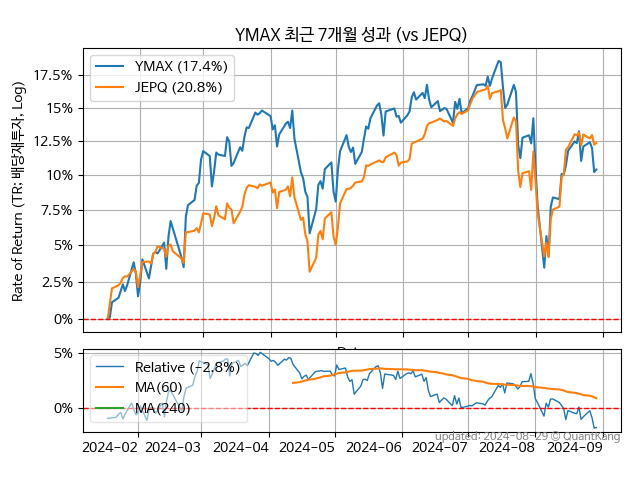 YMAX 최근 7개월 성과 (vs JEPQ)
Rate of Return (TR: 배당재투자, Log)
17.5%
15%
12.5%
10%
7.5%
5%
2.5%
0%
YMAX (17.4%)
JEPQ (20.8%)
5%
0%
Relative (−2.8%)
MA(60)
MA(240)
2024−02 2024−03 2024−04 2024−05 2024−06 2024−07 2024−08 2024−09
updated: 2024−08−29 © QuantKang